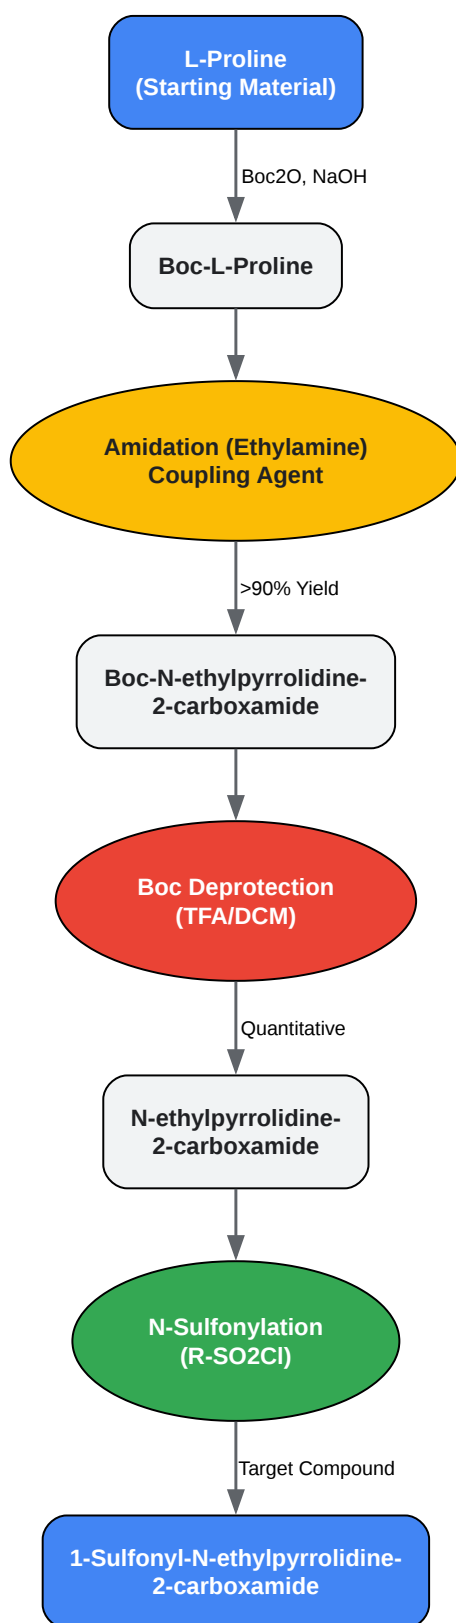 L-Proline
(Starting Material)
Boc2O, NaOH
Boc-L-Proline
Amidation (Ethylamine)
Coupling Agent
>90% Yield
Boc-N-ethylpyrrolidine-
2-carboxamide
Boc Deprotection
(TFA/DCM)
Quantitative
N-ethylpyrrolidine-
2-carboxamide
N-Sulfonylation
(R-SO2Cl)
Target Compound
1-Sulfonyl-N-ethylpyrrolidine-
2-carboxamide